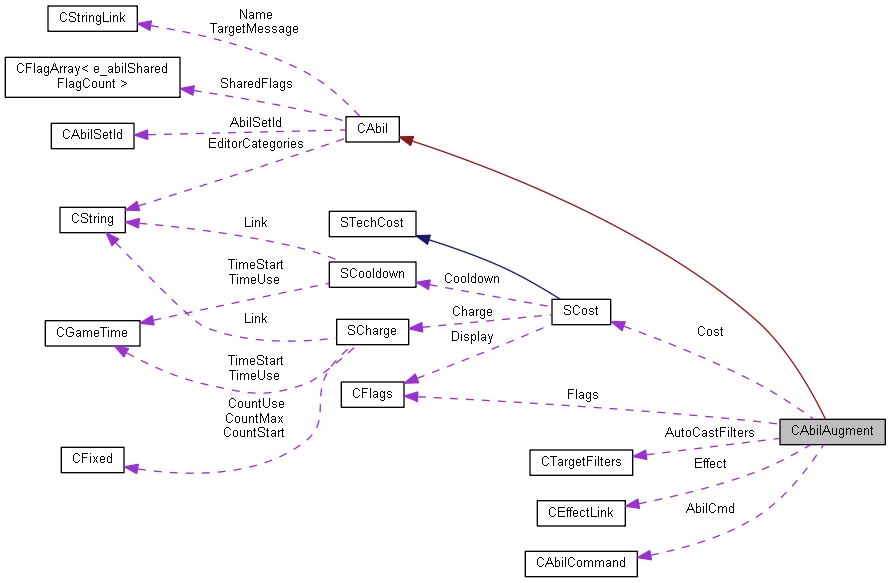 CStringLink
Name
TargetMessage
CFlagArray< e_abilShared
FlagCount >
SharedFlags
CAbilSetId
AbilSetId
CAbil
EditorCategories
CString
Link
STechCost
TimeStart
TimeUse
SCooldown
Cooldown
SCost
CGameTime
Link
SCharge
Charge
Display
Cost
TimeStart
TimeUse
CFlags
Flags
CountUse
CountMax
CountStart
CAbilAugment
AutoCastFilters
CFixed
CTargetFilters
Effect
CEffectLink
AbilCmd
CAbilCommand